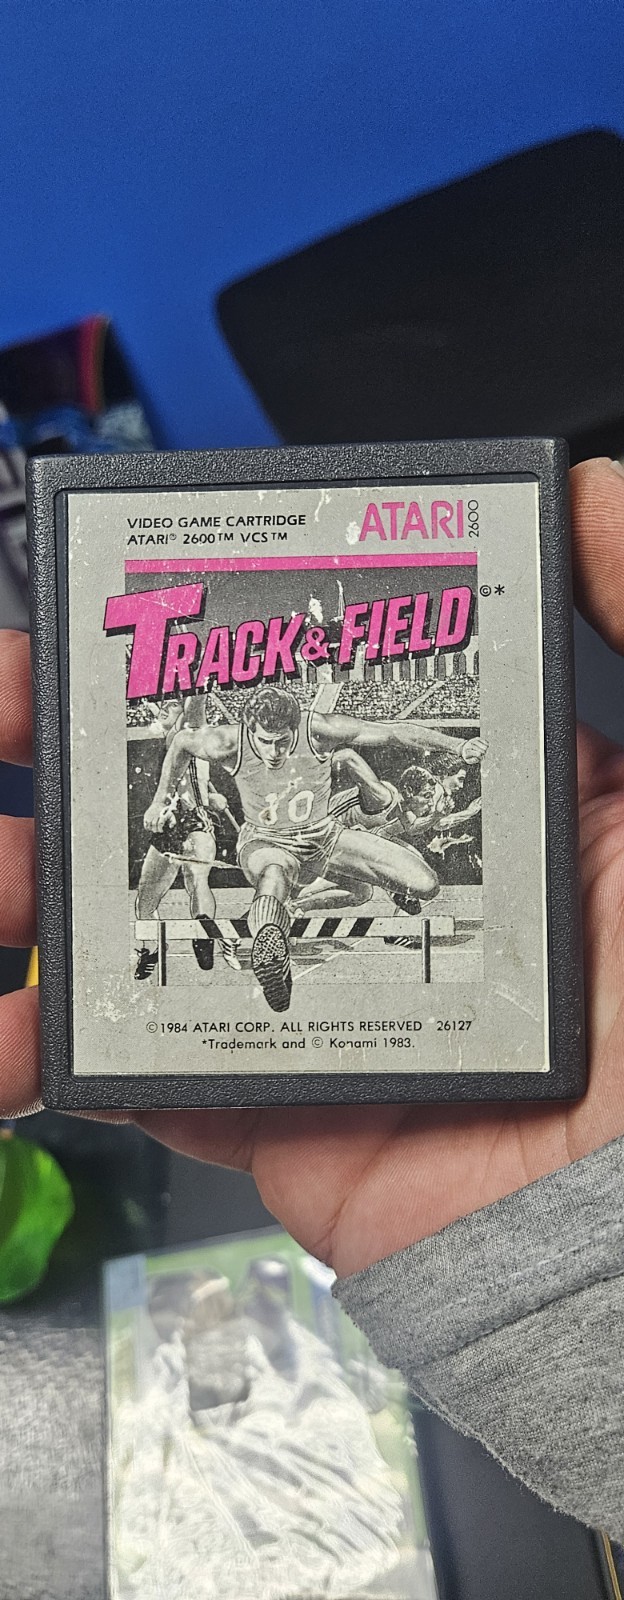 VIDEO GAME CARTRIDGE
ATARI® 2600™ VCS™
ATARI 2600
TRACK & FIELD ©*
10
©1984 ATARI CORP. ALL RIGHTS RESERVED 26127
*Trademark and © Konami 1983.